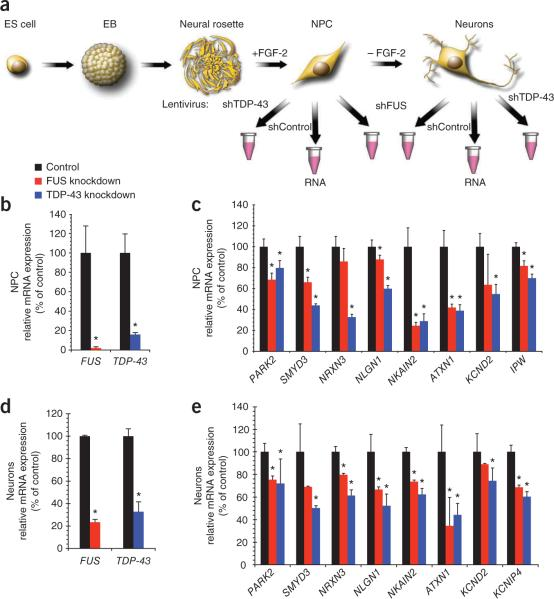 a
ES cell EB Neural rosette NPC Neurons
+FGF-2 – FGF-2
Lentivirus: shTDP-43 shFUS shTDP-43
shControl shControl
RNA RNA
Control
FUS knockdown
TDP-43 knockdown
b
NPC
relative mRNA expression
(% of control)
140
120
100
80
60
40
20
0
* *
FUS TDP-43
c
NPC
relative mRNA expression
(% of control)
140
120
100
80
60
40
20
0
* * * * * * * * * * * * * *
PARK2 SMYD3 NRXN3 NLGN1 NKAIN2 ATXN1 KCND2 IPW
d
Neurons
relative mRNA expression
(% of control)
120
100
80
60
40
20
0
* *
FUS TDP-43
e
Neurons
relative mRNA expression
(% of control)
140
120
100
80
60
40
20
0
* * * * * * * * * * * * * * *
PARK2 SMYD3 NRXN3 NLGN1 NKAIN2 ATXN1 KCND2 KCNIP4